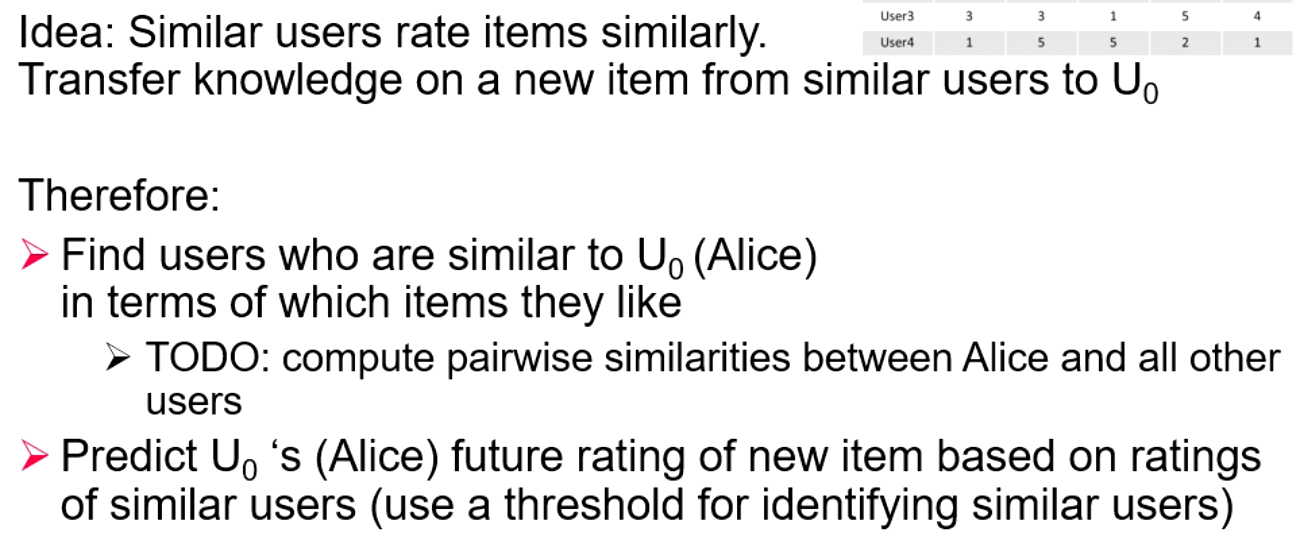 Idea: Similar users rate items similarly.
Transfer knowledge on a new item from similar users to U₀
User3 3 3 1 5 4
User4 1 5 5 2 1
Therefore:
➢ Find users who are similar to U₀ (Alice)
in terms of which items they like
➢ TODO: compute pairwise similarities between Alice and all other
users
➢ Predict U₀ ‘s (Alice) future rating of new item based on ratings
of similar users (use a threshold for identifying similar users)